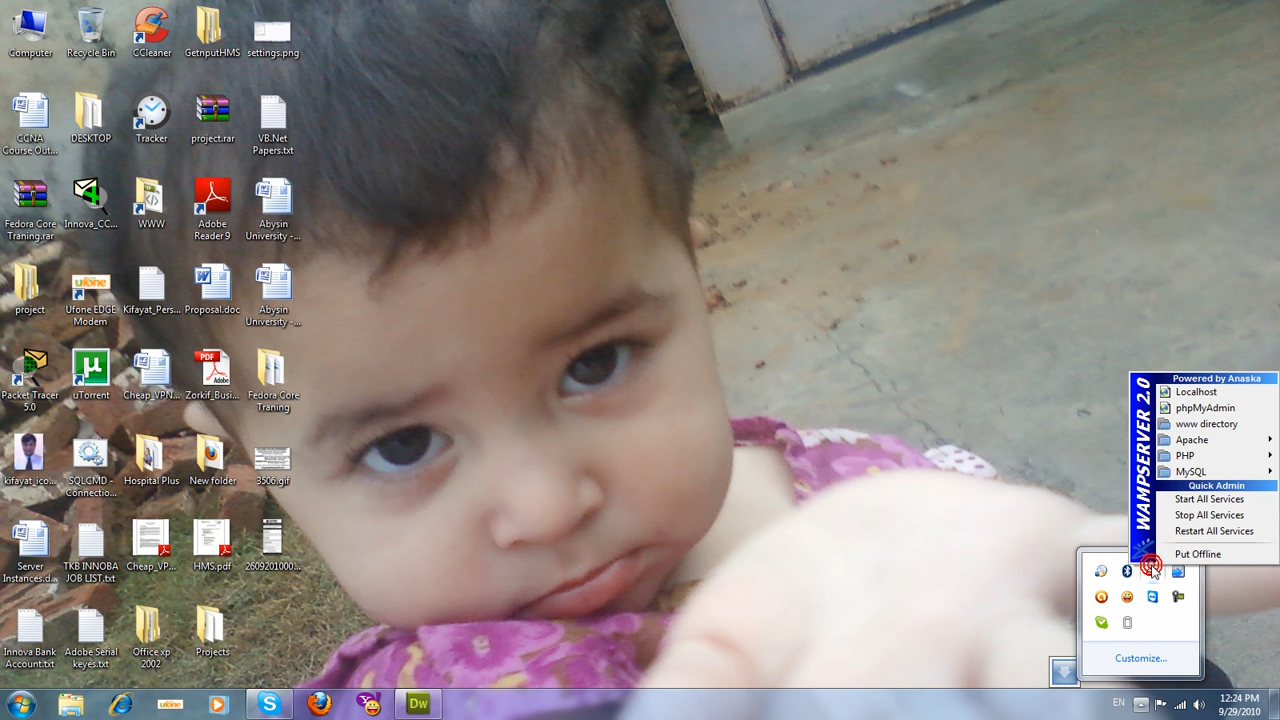 Computer
Recycle Bin
CCleaner
GetnputHMS
settings.png
CCNA
Course Out...
DESKTOP
Tracker
project.rar
VB.Net
Papers.txt
Fedora Core
Traning.rar
Innova_CC...
WWW
Adobe
Reader 9
Abysin
University -...
project
ufone
Ufone EDGE
Modem
Kifayat_Pers...
Proposal.doc
Abysin
University -...
Packet Tracer
5.0
µ
uTorrent
Cheap_VPN...
PDF
Adobe
Zorkif_Busi...
Fedora Core
Traning
kifayat_ico...
SQLCMD -
Connectio...
Hospital Plus
New folder
3506.gif
Server
Instances.d...
TKB INNOBA
JOB LIST.txt
Cheap_VP...
HMS.pdf
2609201000...
Innova Bank
Account.txt
Adobe Serial
keyes.txt
Office xp
2002
Projects
WAMPSERVER 2.0
Powered by Anaska
Localhost
phpMyAdmin
www directory
Apache
PHP
MySQL
Quick Admin
Start All Services
Stop All Services
Restart All Services
Put Offline
Customize...
ufone
Dw
EN
12:24 PM
9/29/2010